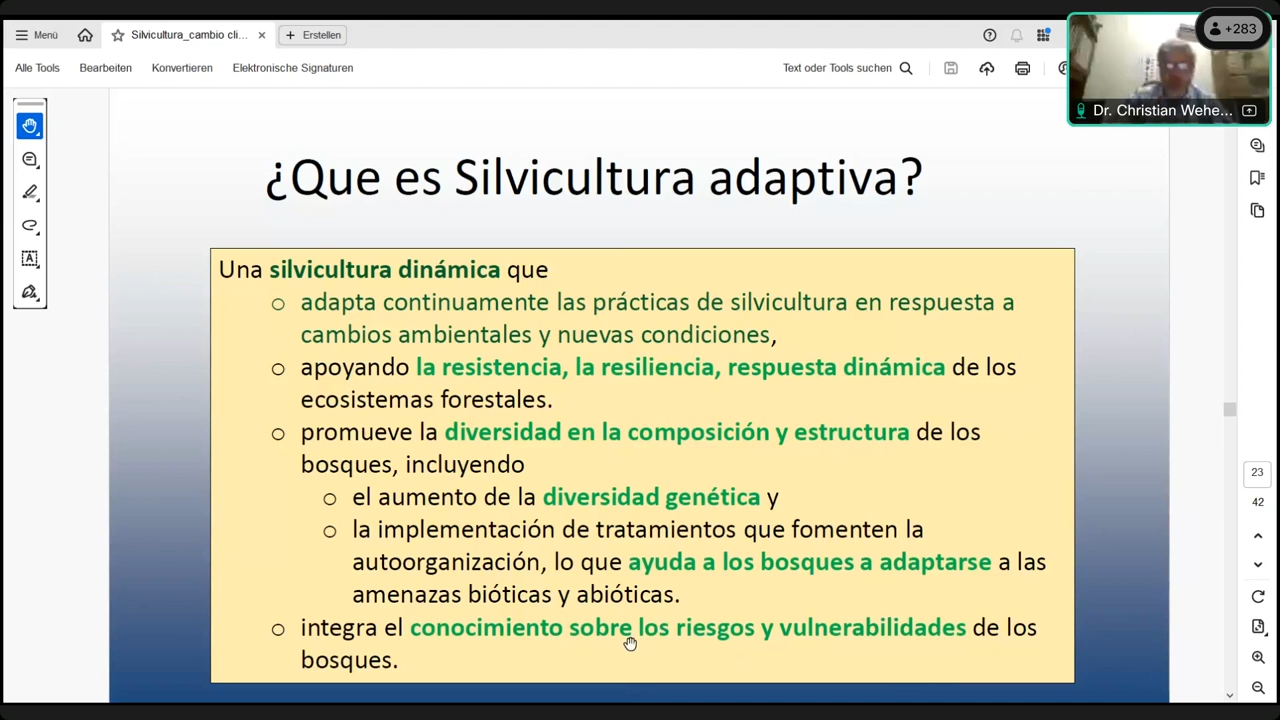 Menú
Silvicultura_cambio cli...
Erstellen
+283
Alle Tools
Bearbeiten
Konvertieren
Elektronische Signaturen
Text oder Tools suchen
Dr. Christian Wehe...
¿Que es Silvicultura adaptiva?
Una silvicultura dinámica que
o adapta continuamente las prácticas de silvicultura en respuesta a
cambios ambientales y nuevas condiciones,
o apoyando la resistencia, la resiliencia, respuesta dinámica de los
ecosistemas forestales.
o promueve la diversidad en la composición y estructura de los
bosques, incluyendo
o el aumento de la diversidad genética y
o la implementación de tratamientos que fomenten la
autoorganización, lo que ayuda a los bosques a adaptarse a las
amenazas bióticas y abióticas.
o integra el conocimiento sobre los riesgos y vulnerabilidades de los
bosques.
23
42